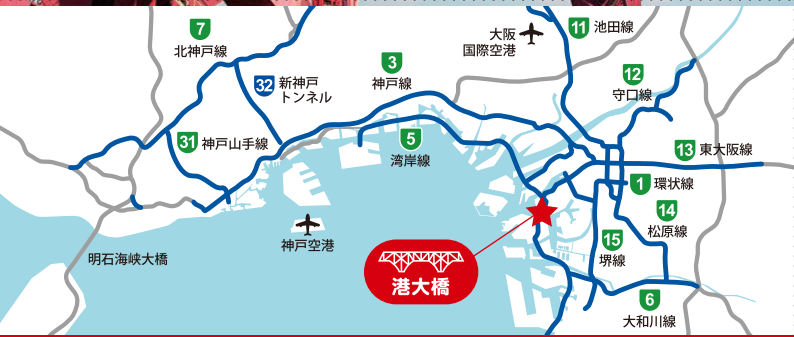 7
北神戸線
32 新神戸
トンネル
3
神戸線
大阪
国際空港
11 池田線
12
守口線
31 神戸山手線
5
湾岸線
13 東大阪線
1 環状線
14
松原線
15
堺線
神戸空港
明石海峡大橋
港大橋
6
大和川線